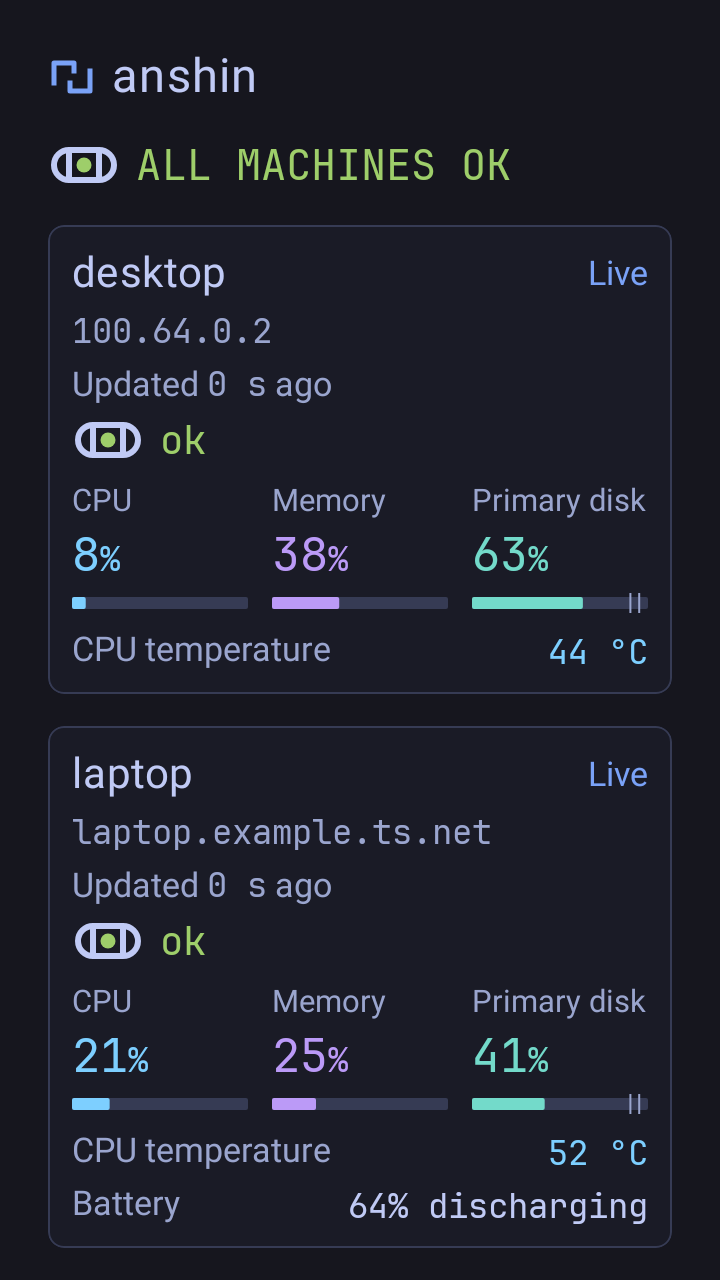 anshin
ALL MACHINES OK
desktop Live
100.64.0.2
Updated 0 s ago
ok
CPU Memory Primary disk
8% 38% 63%
CPU temperature 44 °C
laptop Live
laptop.example.ts.net
Updated 0 s ago
ok
CPU Memory Primary disk
21% 25% 41%
CPU temperature 52 °C
Battery 64% discharging